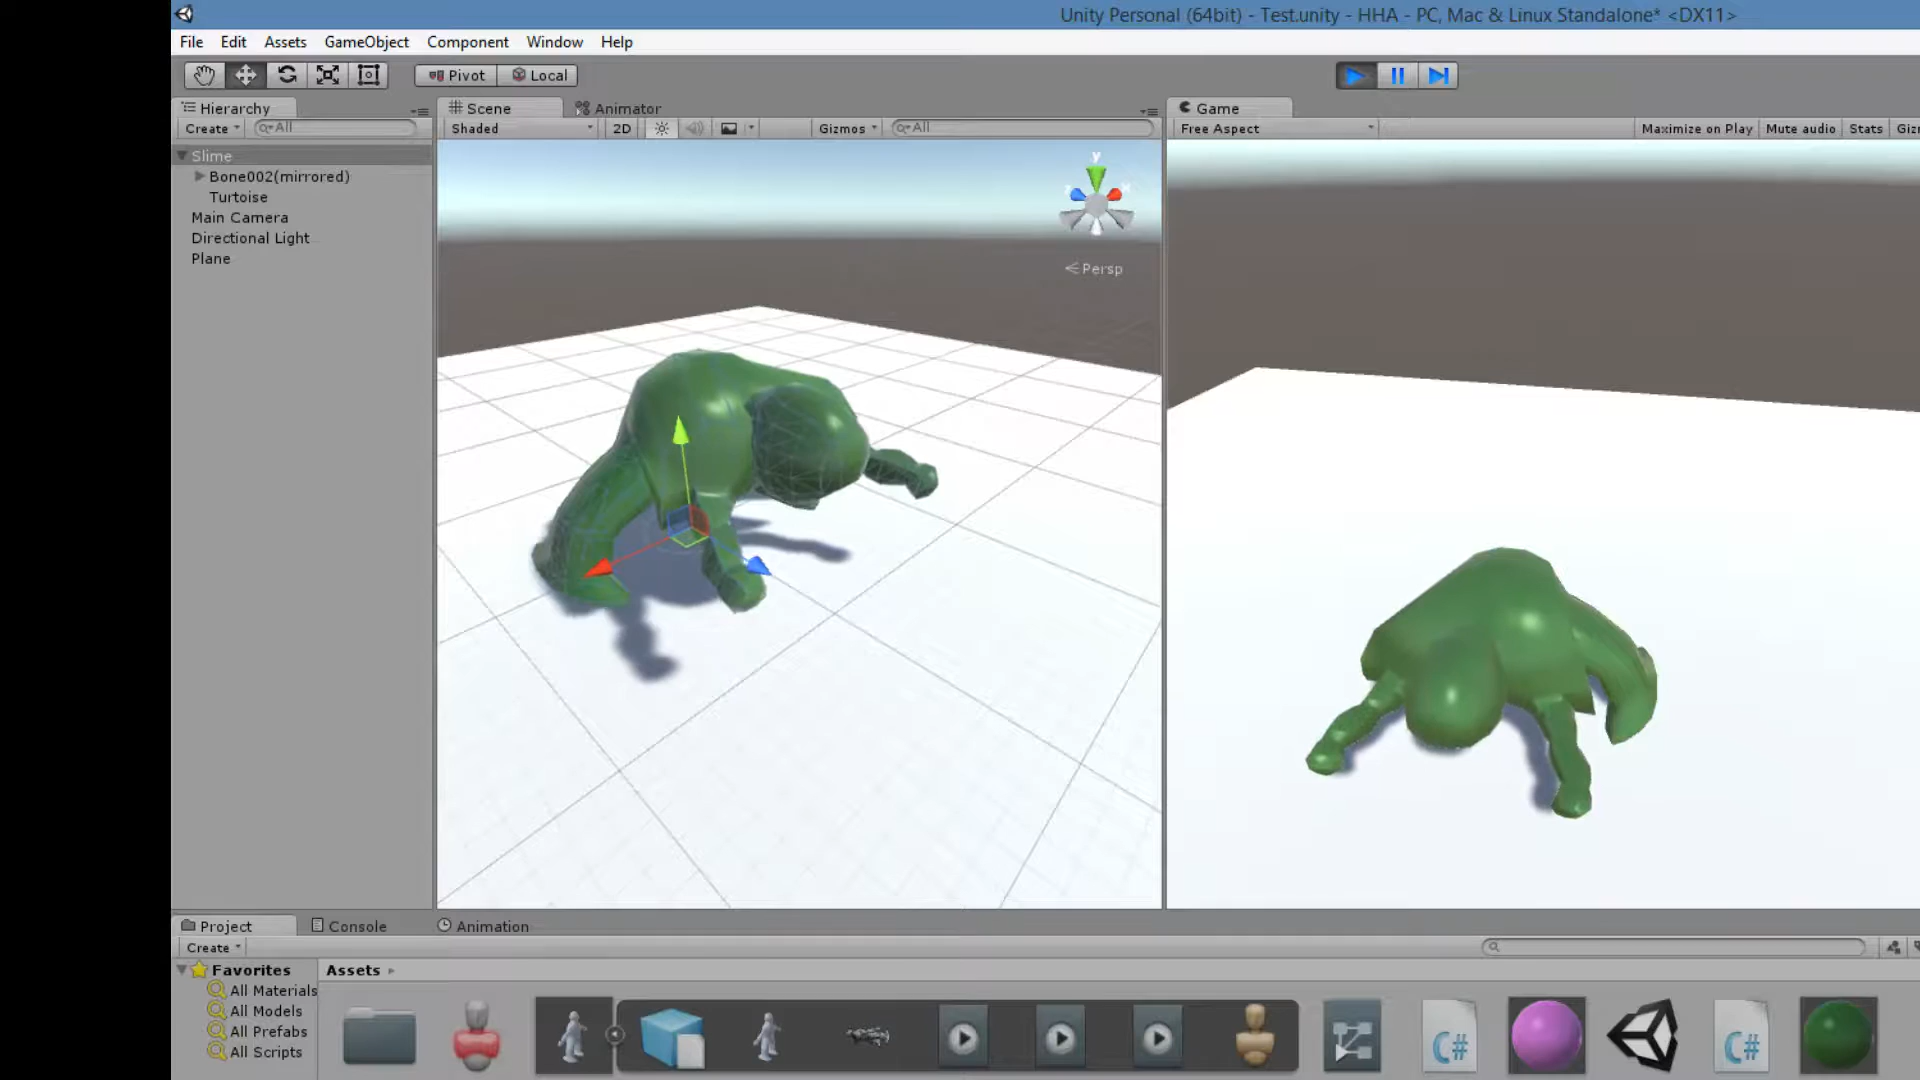 Unity Personal (64bit) - Test.unity - HHA - PC, Mac & Linux Standalone* <DX11>
File Edit Assets GameObject Component Window Help
Pivot Local
Hierarchy
Create All
Slime
Bone002(mirrored)
Turtoise
Main Camera
Directional Light
Plane
Scene Animator
Shaded 2D Gizmos All
y
x
Persp
Game
Free Aspect Maximize on Play Mute audio Stats Giz
Project Console Animation
Create
Favorites
All Materials
All Models
All Prefabs
All Scripts
Assets
C#
C#